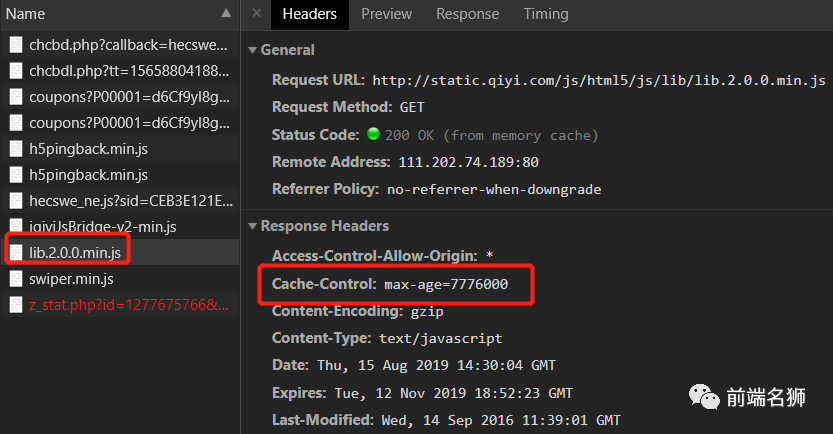 Name
chcbd.php?callback=hecswe...
chcbdl.php?tt=15658804188...
coupons?P00001=d6Cf9yI8g...
coupons?P00001=d6Cf9yI8g...
h5pingback.min.js
h5pingback.min.js
hecswe_ne.js?sid=CEB3E121E...
iqiyiJsBridge-v2-min.js
lib.2.0.0.min.js
swiper.min.js
z_stat.php?id=1277675766&...
Headers Preview Response Timing
General
Request URL: http://static.qiyi.com/js/html5/js/lib/lib.2.0.0.min.js
Request Method: GET
Status Code: 200 OK (from memory cache)
Remote Address: 111.202.74.189:80
Referrer Policy: no-referrer-when-downgrade
Response Headers
Access-Control-Allow-Origin: *
Cache-Control: max-age=7776000
Content-Encoding: gzip
Content-Type: text/javascript
Date: Thu, 15 Aug 2019 14:30:04 GMT
Expires: Tue, 12 Nov 2019 18:52:23 GMT
Last-Modified: Wed, 14 Sep 2016 11:39:01 GMT
前端名狮